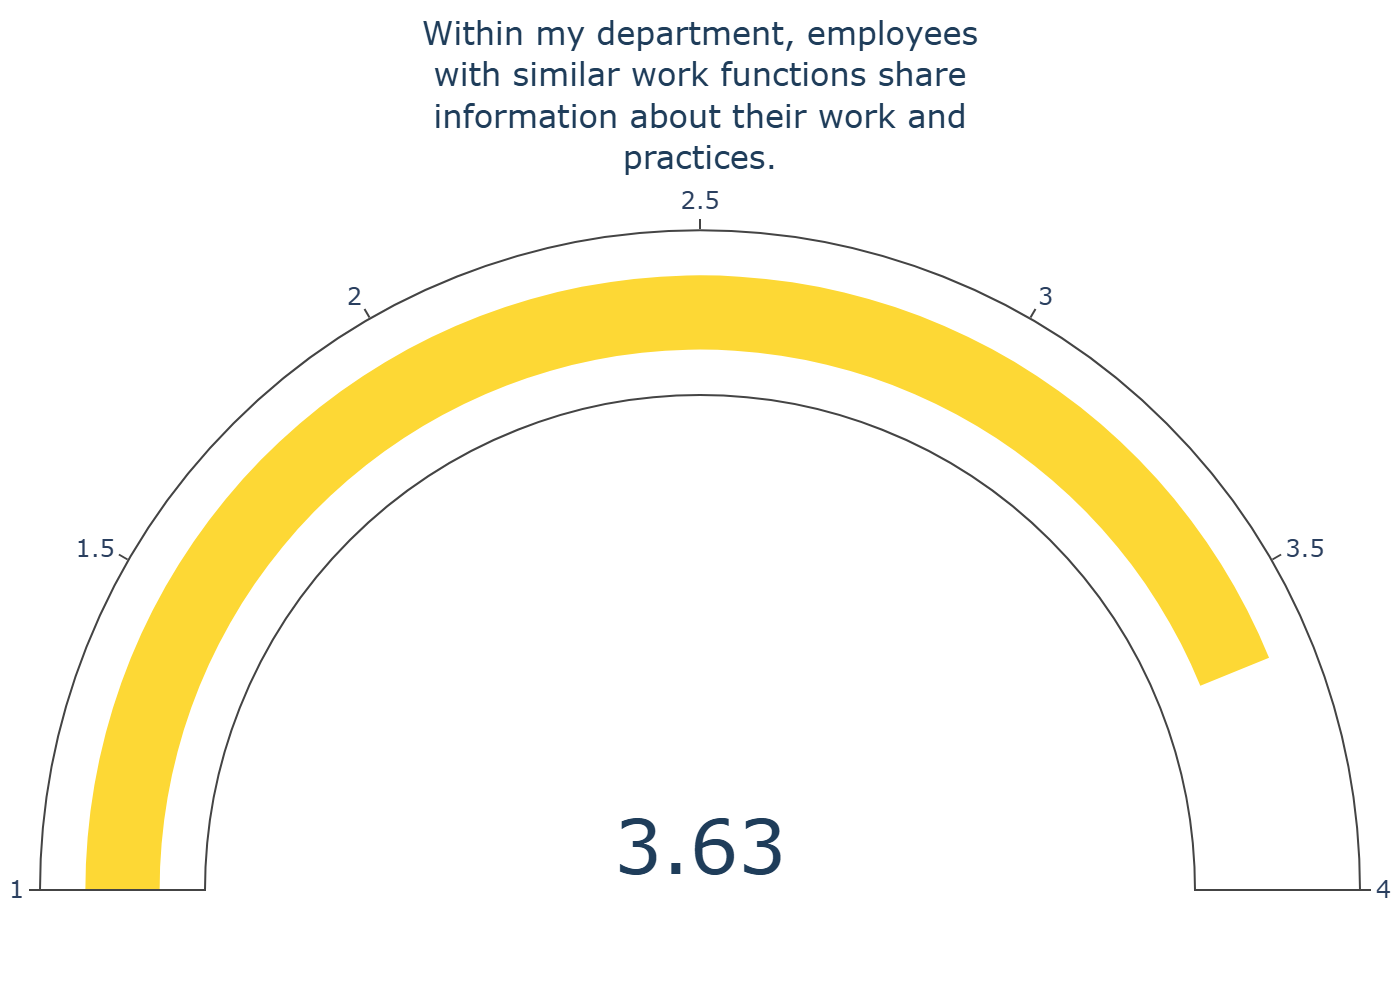 Within my department, employees
with similar work functions share
information about their work and
practices.
2.5
2
3
1.5
3.5
3.63
1
4